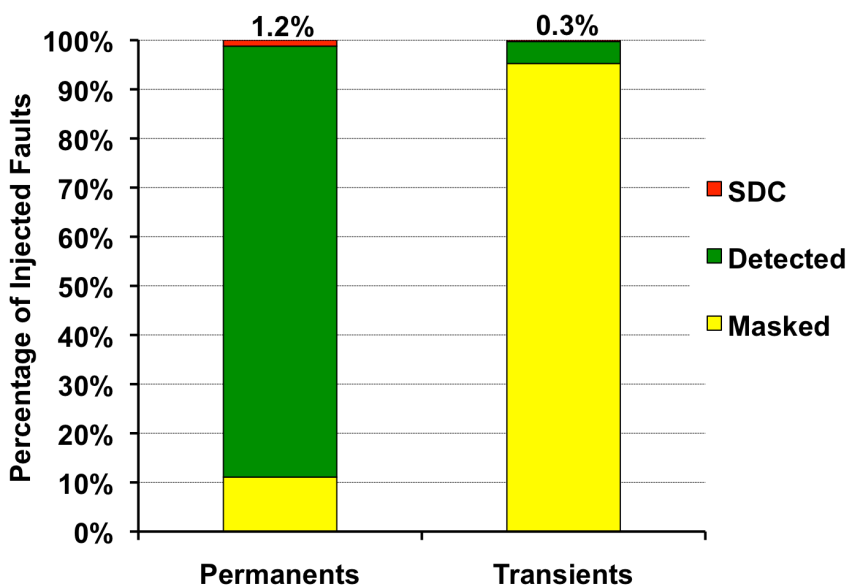 1.2%
0.3%
100%
90%
80%
70%
60%
50%
40%
30%
20%
10%
0%
Percentage of Injected Faults
Permanents
Transients
SDC
Detected
Masked